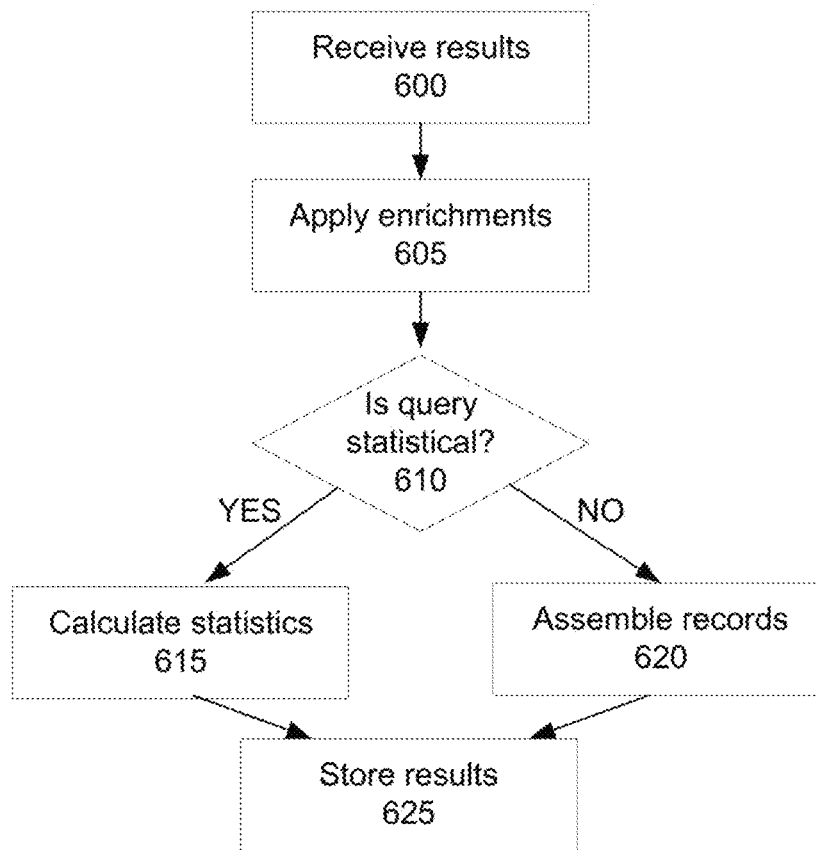 Receive results
600
Apply enrichments
605
Is query
statistical?
610
YES
NO
Calculate statistics
615
Assemble records
620
Store results
625